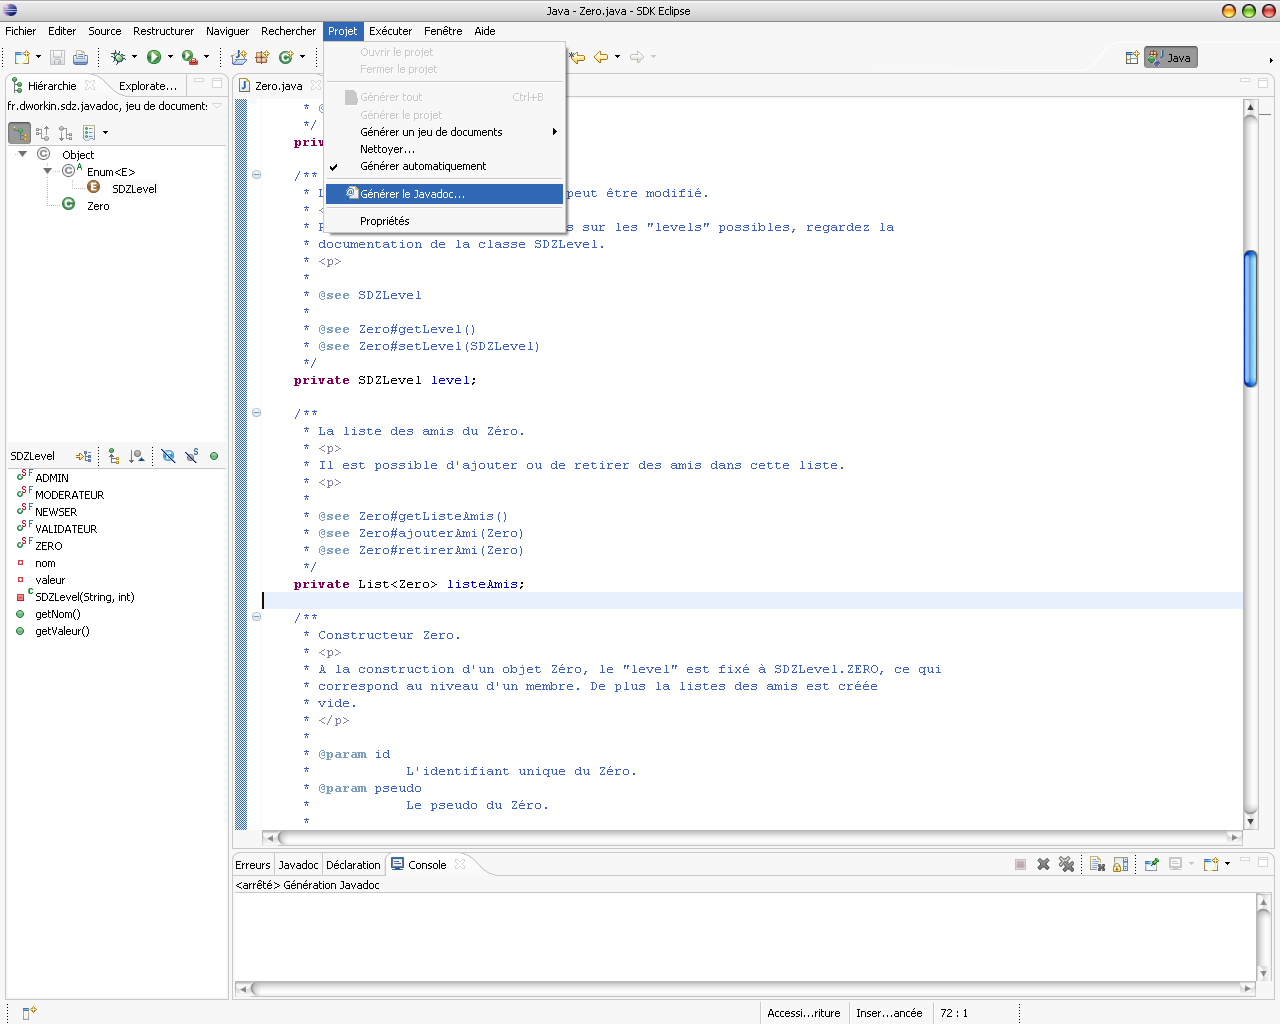 Java - Zero.java - SDK Eclipse
Fichier Editer Source Restructurer Naviguer Rechercher Projet Exécuter Fenêtre Aide
Ouvrir le projet
Fermer le projet
Générer tout Ctrl+B
Générer le projet
Générer un jeu de documents
Nettoyer...
Générer automatiquement
Générer le Javadoc...
Propriétés
Java
Hiérarchie Explorate...
fr.dworkin.sdz.javadoc, jeu de document:
Object
Enum<E>
SDZLevel
Zero
SDZLevel
ADMIN
MODERATEUR
NEWSER
VALIDATEUR
ZERO
nom
valeur
SDZLevel(String, int)
getNom()
getValeur()
Zero.java
*/
/**
peut être modifié.
sur les "levels" possibles, regardez la
* documentation de la classe SDZLevel.
* <p>
*
* @see SDZLevel
*
* @see Zero#getLevel()
* @see Zero#setLevel(SDZLevel)
*/
private SDZLevel level;
/**
* La liste des amis du Zéro.
* <p>
* Il est possible d'ajouter ou de retirer des amis dans cette liste.
* <p>
*
* @see Zero#getListeAmis()
* @see Zero#ajouterAmi(Zero)
* @see Zero#retirerAmi(Zero)
*/
private List<Zero> listeAmis;
/**
* Constructeur Zero.
* <p>
* A la construction d'un objet Zéro, le "level" est fixé à SDZLevel.ZERO, ce qui
* correspond au niveau d'un membre. De plus la listes des amis est créée
* vide.
* </p>
*
* @param id
* L'identifiant unique du Zéro.
* @param pseudo
* Le pseudo du Zéro.
*
Erreurs Javadoc Déclaration Console
<arrêté> Génération Javadoc
Accessi...riture Inser...ancée 72 : 1